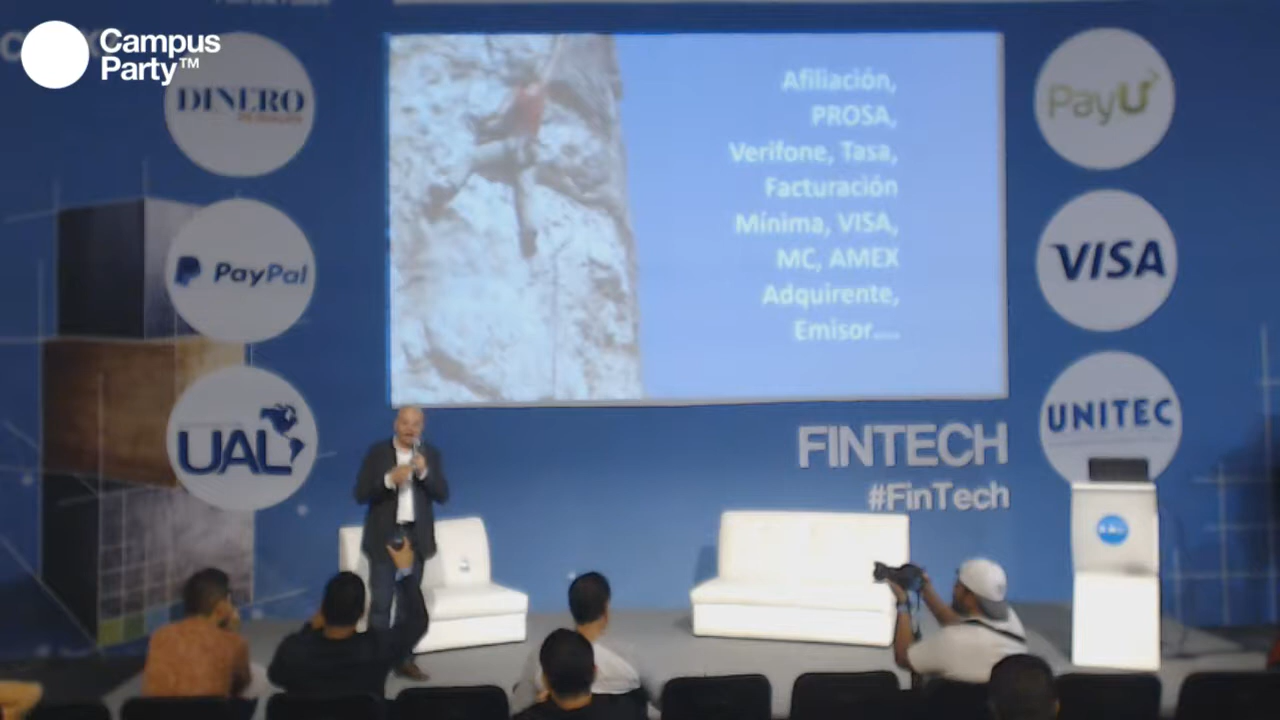 Campus
Party™
DINERO
PayPal
UAL
Afiliación,
PROSA,
Verifone, Tasa,
Facturación
Mínima, VISA,
MC, AMEX
Adquirente,
Emisor.....
PayU
VISA
UNITEC
FINTECH
#FinTech